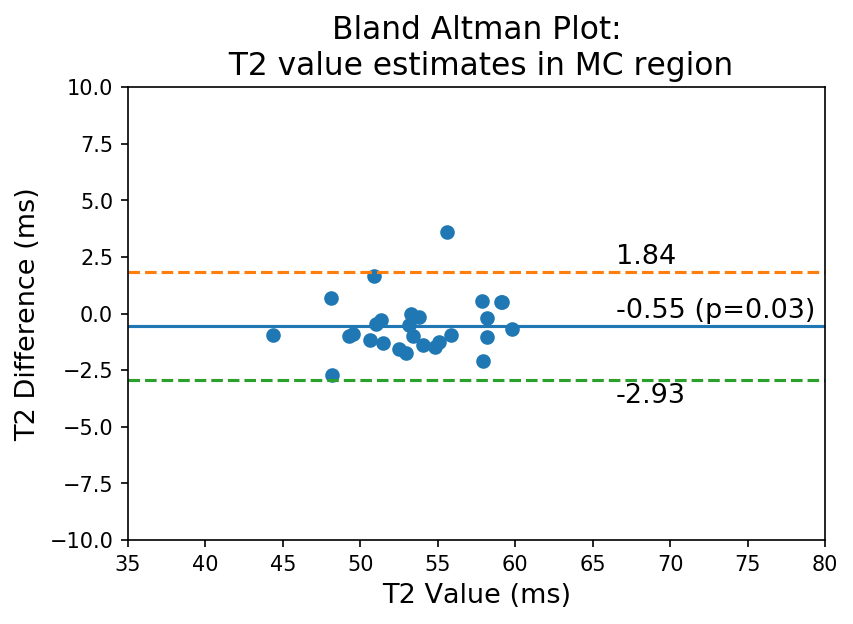 Bland Altman Plot:
T2 value estimates in MC region
10.0
7.5
5.0
2.5
0.0
−2.5
−5.0
−7.5
−10.0
T2 Difference (ms)
1.84
-0.55 (p=0.03)
-2.93
35 40 45 50 55 60 65 70 75 80
T2 Value (ms)